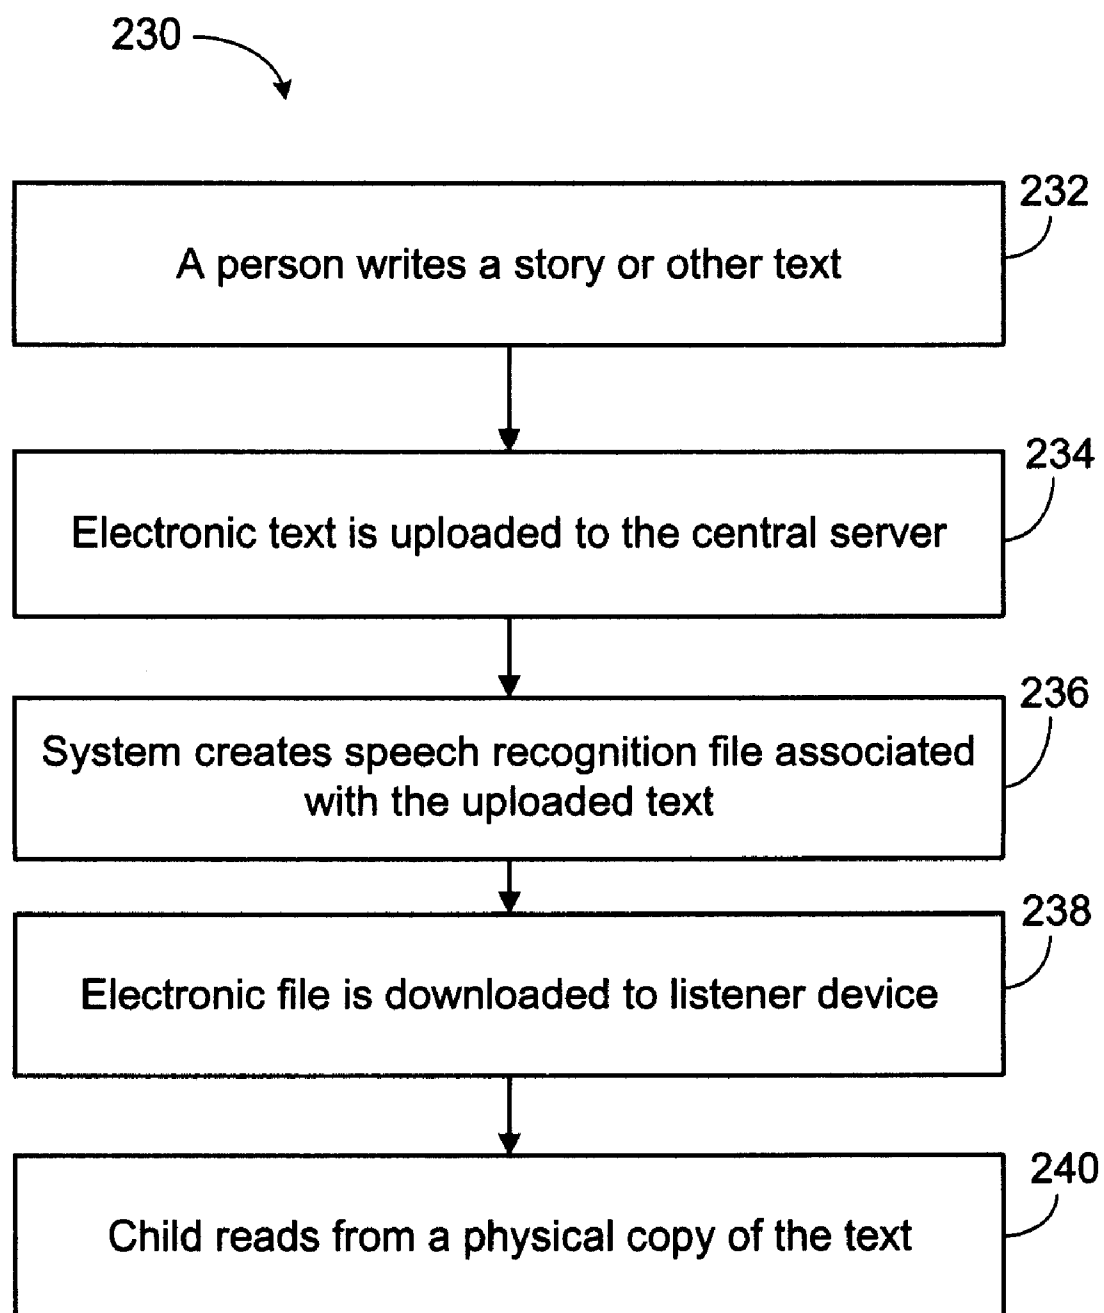 230
232
A person writes a story or other text
234
Electronic text is uploaded to the central server
236
System creates speech recognition file associated
with the uploaded text
238
Electronic file is downloaded to listener device
240
Child reads from a physical copy of the text